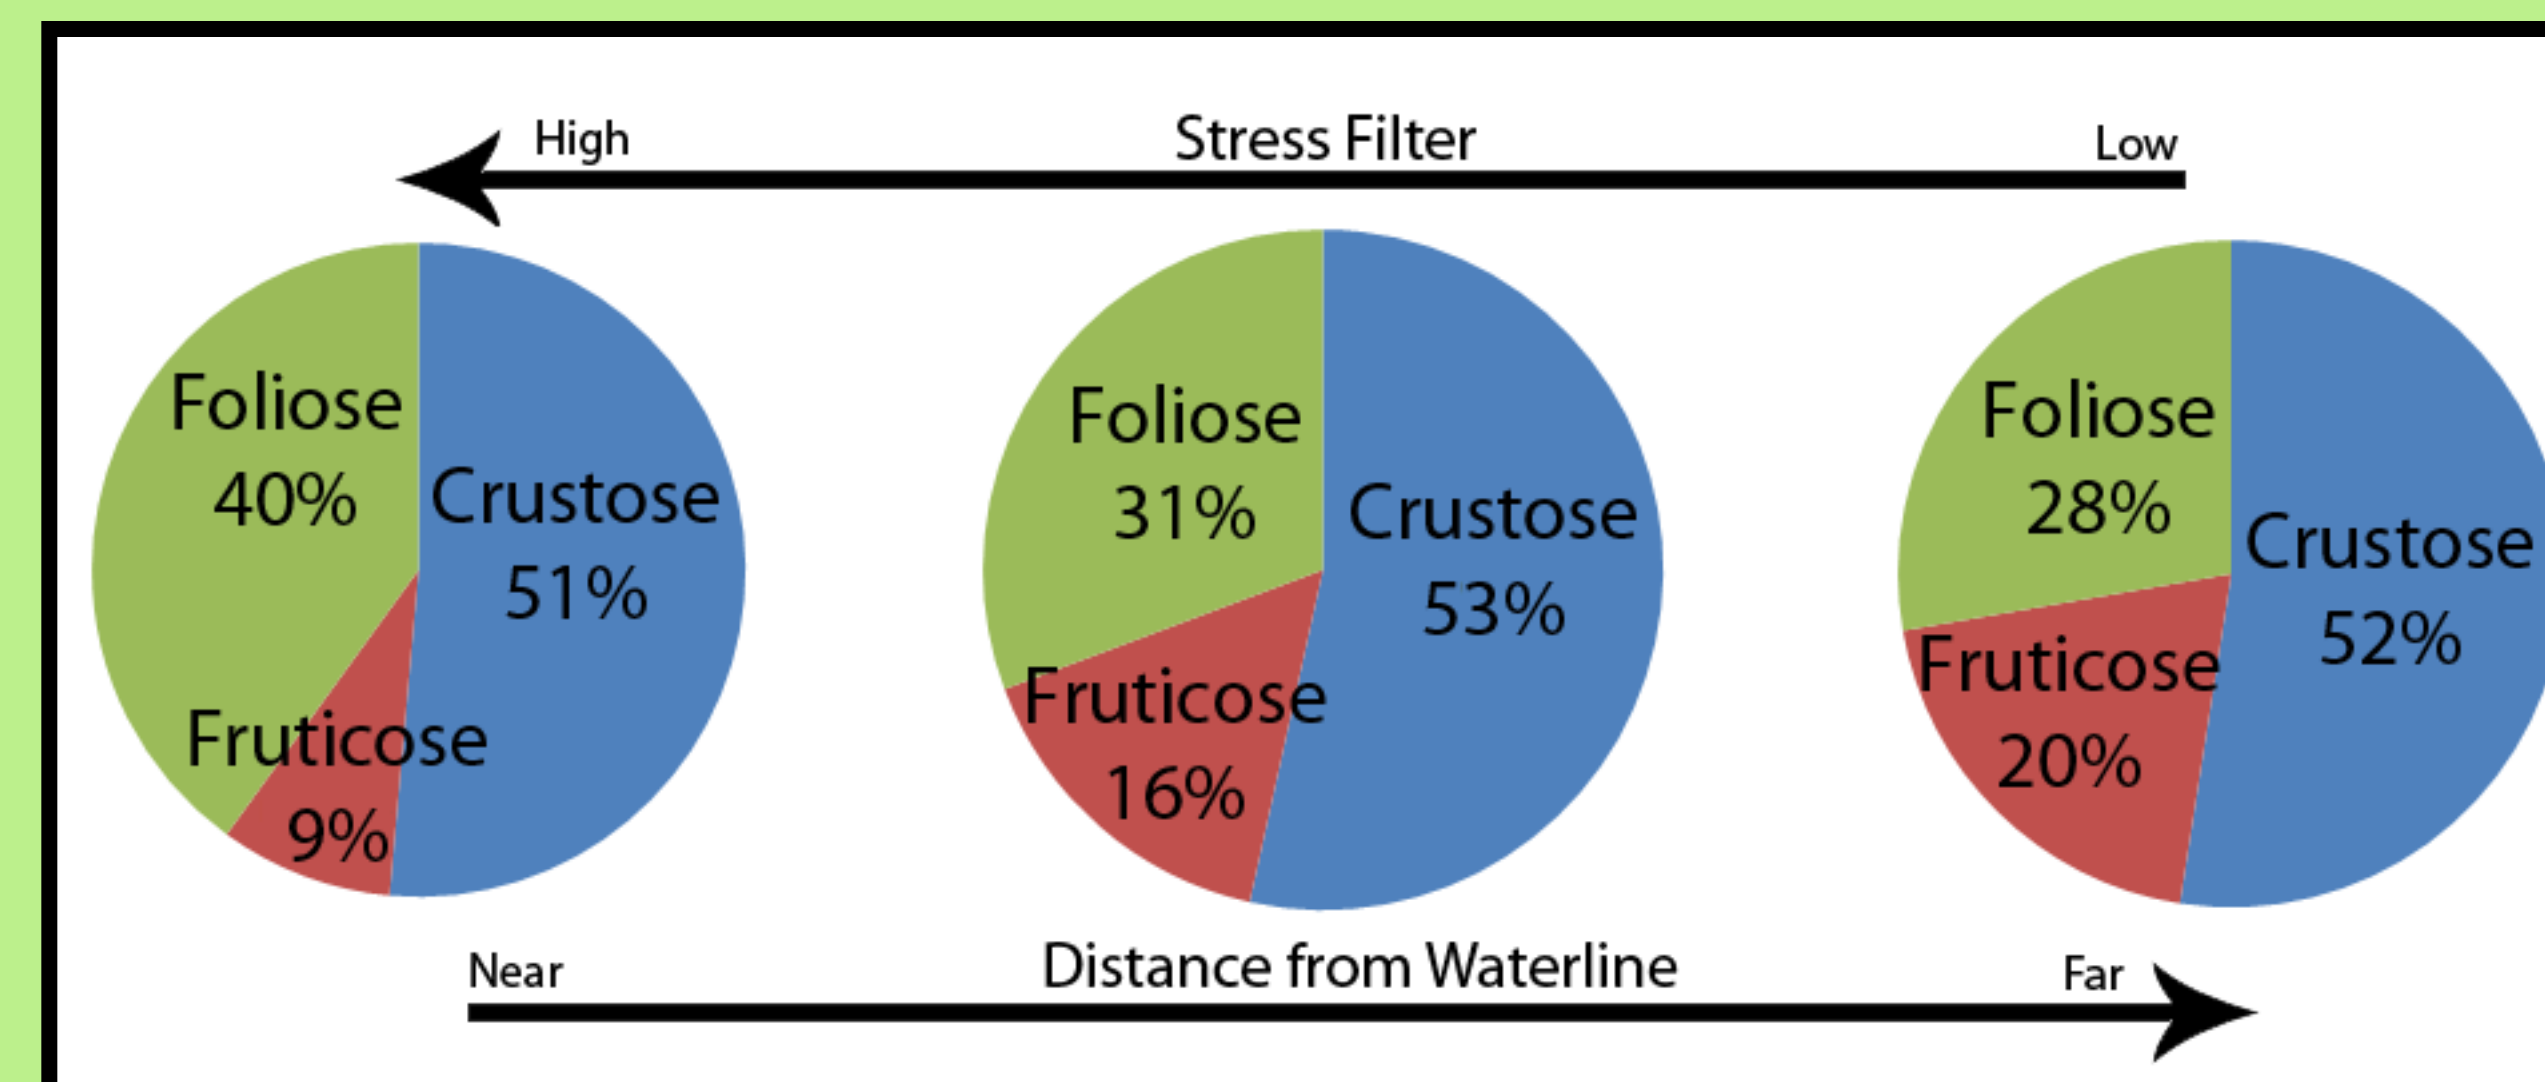 High
Stress Filter
Low
Foliose
40%
Crustose
51%
Fruticose
9%
Foliose
31%
Crustose
53%
Fruticose
16%
Foliose
28%
Crustose
52%
Fruticose
20%
Near
Distance from Waterline
Far